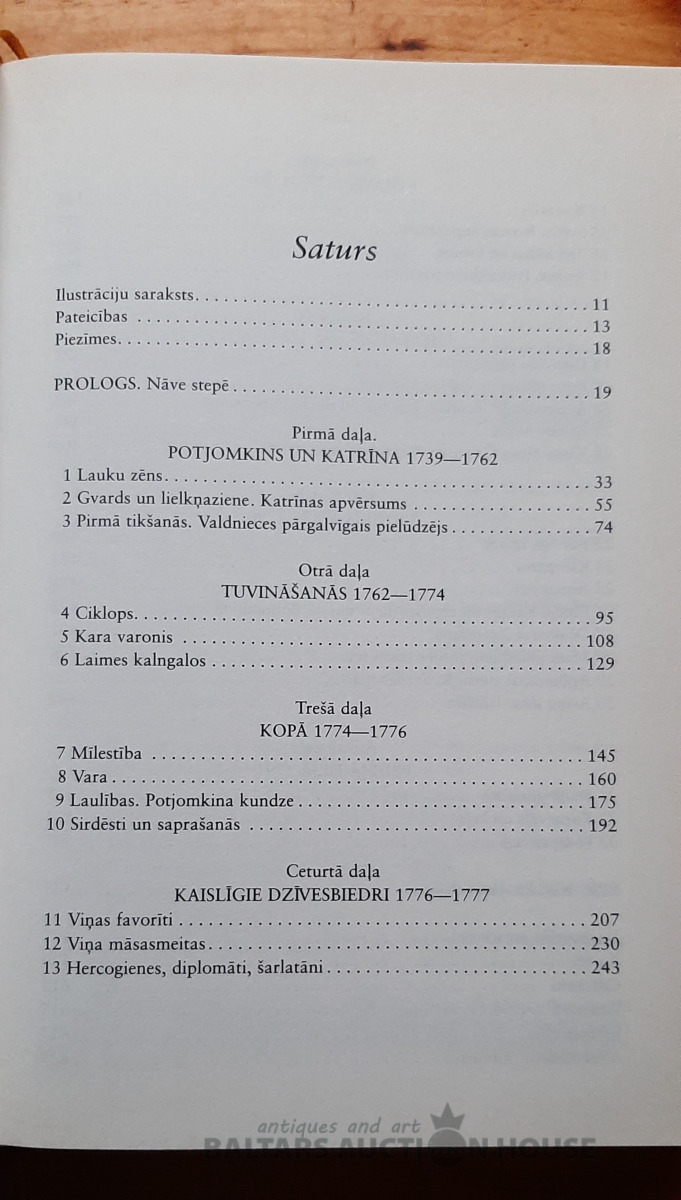 Saturs
Ilustrāciju saraksts. . . . . . . . . . . . . . . . . . . . . . . . . . . . . . . . . . . . . . . . . 11
Pateicības . . . . . . . . . . . . . . . . . . . . . . . . . . . . . . . . . . . . . . . . . . . . . . . 13
Piezīmes. . . . . . . . . . . . . . . . . . . . . . . . . . . . . . . . . . . . . . . . . . . . . . . . . 18
PROLOGS. Nāve stepē . . . . . . . . . . . . . . . . . . . . . . . . . . . . . . . . . . . . . 19
Pirmā daļa.
POTJOMKINS UN KATRĪNA 1739—1762
1 Lauku zēns. . . . . . . . . . . . . . . . . . . . . . . . . . . . . . . . . . . . . . . . . . . . 33
2 Gvards un lielkņaziene. Katrīnas apvērsums . . . . . . . . . . . . . . . . . . 55
3 Pirmā tikšanās. Valdnieces pārgalvīgais pielūdzējs . . . . . . . . . . . . . . 74
Otrā daļa
TUVINĀŠANĀS 1762—1774
4 Ciklops. . . . . . . . . . . . . . . . . . . . . . . . . . . . . . . . . . . . . . . . . . . . . . . 95
5 Kara varonis . . . . . . . . . . . . . . . . . . . . . . . . . . . . . . . . . . . . . . . . . . 108
6 Laimes kalngalos . . . . . . . . . . . . . . . . . . . . . . . . . . . . . . . . . . . . . . . 129
Trešā daļa
KOPĀ 1774—1776
7 Mīlestība . . . . . . . . . . . . . . . . . . . . . . . . . . . . . . . . . . . . . . . . . . . . . 145
8 Vara . . . . . . . . . . . . . . . . . . . . . . . . . . . . . . . . . . . . . . . . . . . . . . . . . 160
9 Laulības. Potjomkina kundze . . . . . . . . . . . . . . . . . . . . . . . . . . . . . . 175
10 Sirdēsti un saprašanās . . . . . . . . . . . . . . . . . . . . . . . . . . . . . . . . . . . 192
Ceturtā daļa
KAISLĪGIE DZĪVESBIEDRI 1776—1777
11 Viņas favorīti . . . . . . . . . . . . . . . . . . . . . . . . . . . . . . . . . . . . . . . . . . 207
12 Viņa māsasmeitas . . . . . . . . . . . . . . . . . . . . . . . . . . . . . . . . . . . . . . . 230
13 Hercogienes, diplomāti, šarlatāni . . . . . . . . . . . . . . . . . . . . . . . . . . . 243
antiques and art
BALTARS AUCTION HOUSE